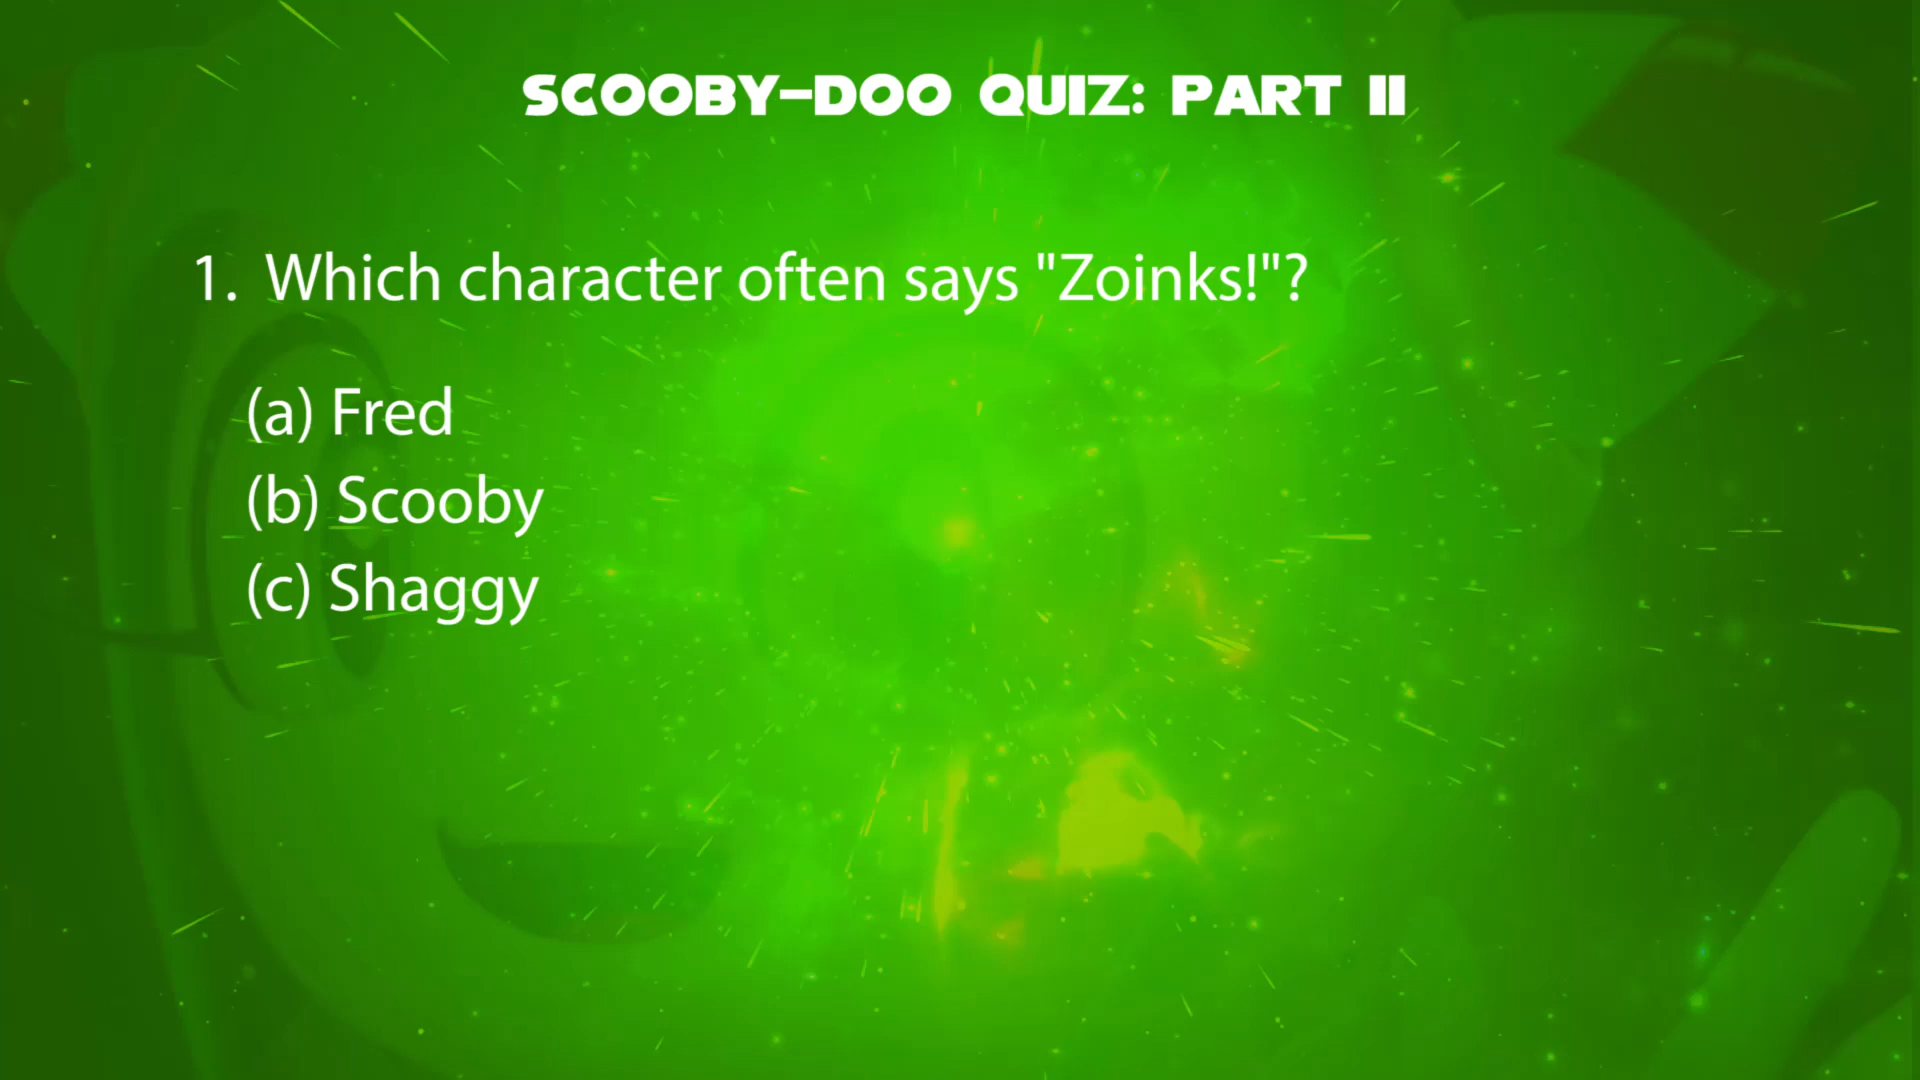 SCOOBY-DOO QUIZ: PART II
1. Which character often says "Zoinks!"?
(a) Fred
(b) Scooby
(c) Shaggy